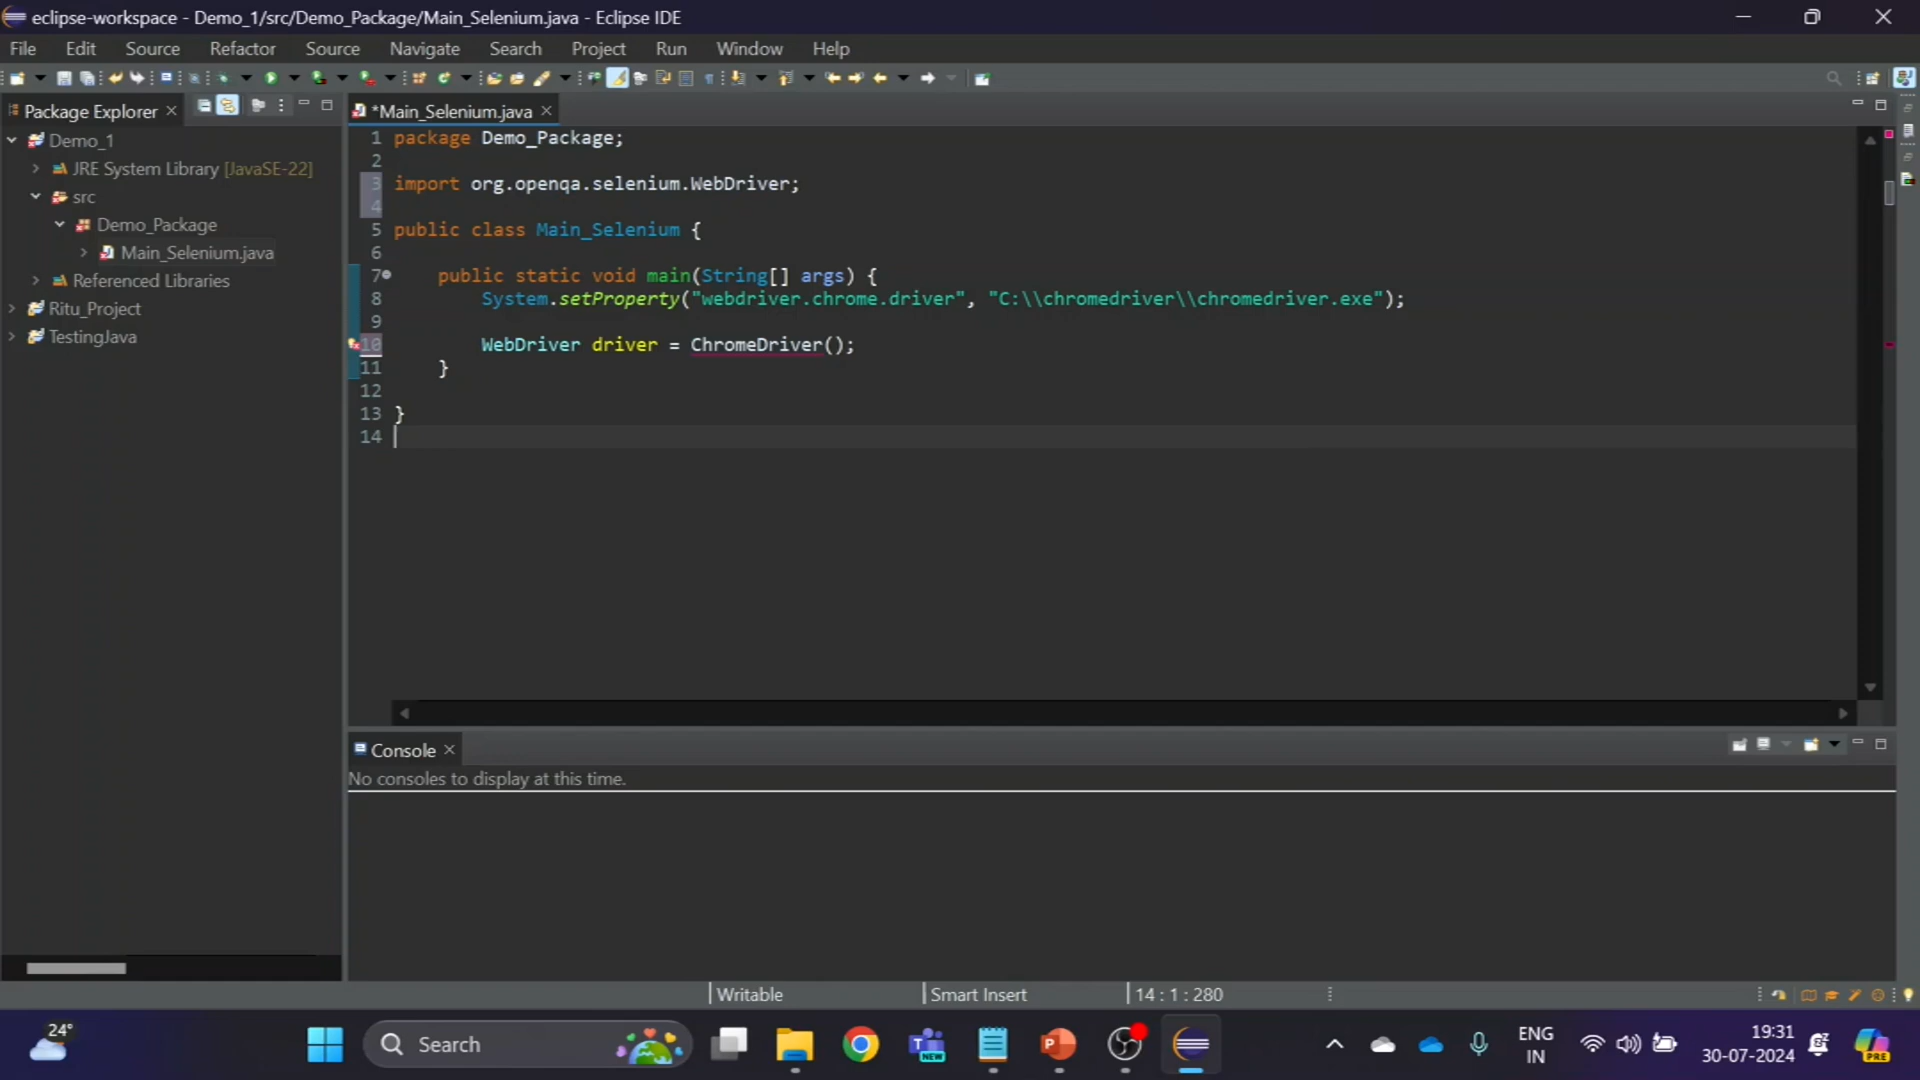 eclipse-workspace - Demo_1/src/Demo_Package/Main_Selenium.java - Eclipse IDE
File Edit Source Refactor Source Navigate Search Project Run Window Help
Package Explorer
*Main_Selenium.java
Demo_1
JRE System Library [JavaSE-22]
src
Demo_Package
Main_Selenium.java
Referenced Libraries
Ritu_Project
TestingJava
1 package Demo_Package;
2
3 import org.openqa.selenium.WebDriver;
4
5 public class Main_Selenium {
6
7 public static void main(String[] args) {
8 System.setProperty("webdriver.chrome.driver", "C:\\chromedriver\\chromedriver.exe");
9
10 WebDriver driver = ChromeDriver();
11 }
12
13 }
14
Console
No consoles to display at this time.
Writable Smart Insert 14 : 1 : 280
24°
Search
NEW
ENG
IN
19:31
30-07-2024
PRE